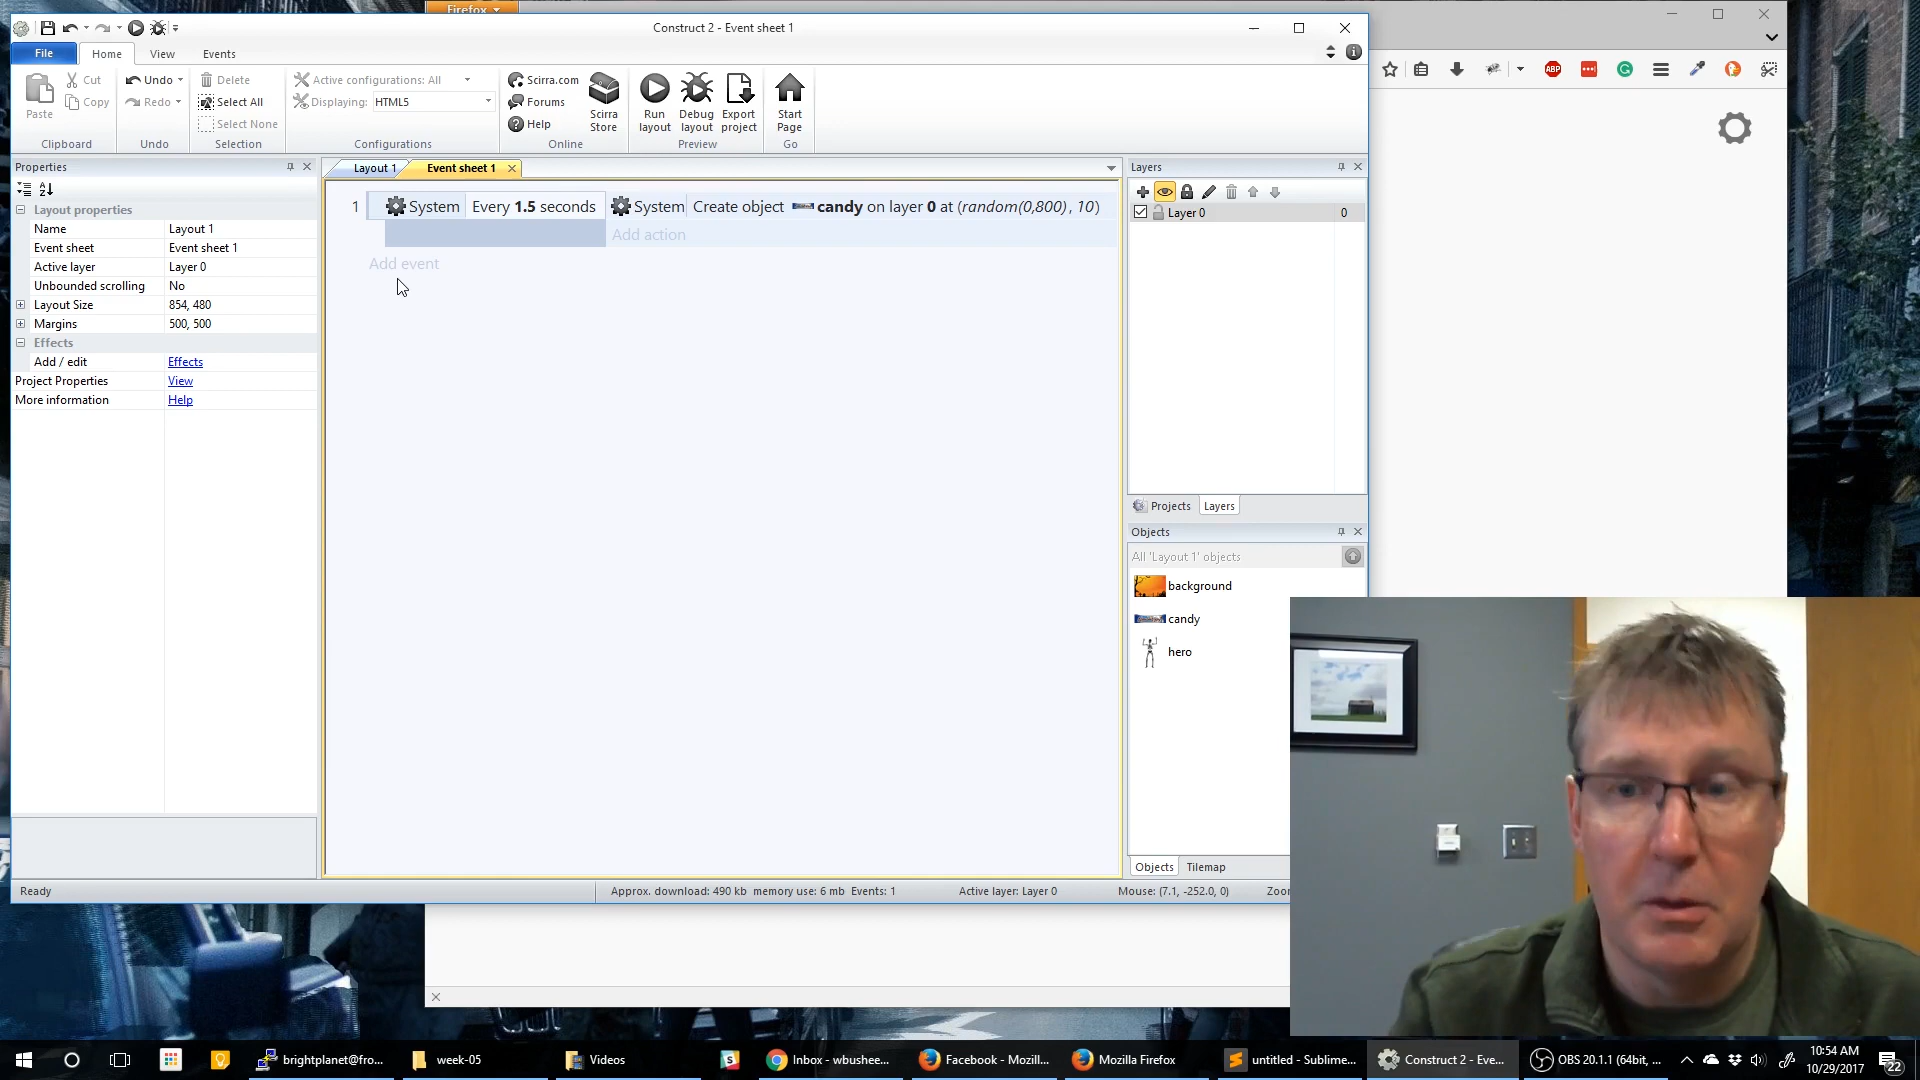 Firefox
Construct 2 - Event sheet 1
File
Home
View
Events
Paste
Cut
Copy
Clipboard
Undo
Redo
Undo
Delete
Select All
Select None
Selection
Active configurations: All
Displaying: HTML5
Configurations
Scirra.com
Forums
Help
Scirra Store
Online
Run layout
Debug layout
Export project
Preview
Start Page
Go
ABP
Properties
Layout properties
Name Layout 1
Event sheet Event sheet 1
Active layer Layer 0
Unbounded scrolling No
Layout Size 854, 480
Margins 500, 500
Effects
Add / edit Effects
Project Properties View
More information Help
Layout 1
Event sheet 1
1 System Every 1.5 seconds System Create object candy on layer 0 at (random(0,800), 10)
Add action
Add event
Layers
Layer 0 0
Projects
Layers
Objects
All 'Layout 1' objects
background
candy
hero
Objects
Tilemap
Ready
Approx. download: 490 kb memory use: 6 mb Events: 1
Active layer: Layer 0
Mouse: (7.1, -252.0, 0)
brightplanet@fro...
week-05
Videos
Inbox - wbushee...
Facebook - Mozill...
Mozilla Firefox
untitled - Sublime...
Construct 2 - Eve...
OBS 20.1.1 (64bit, ...
10:54 AM
10/29/2017
22